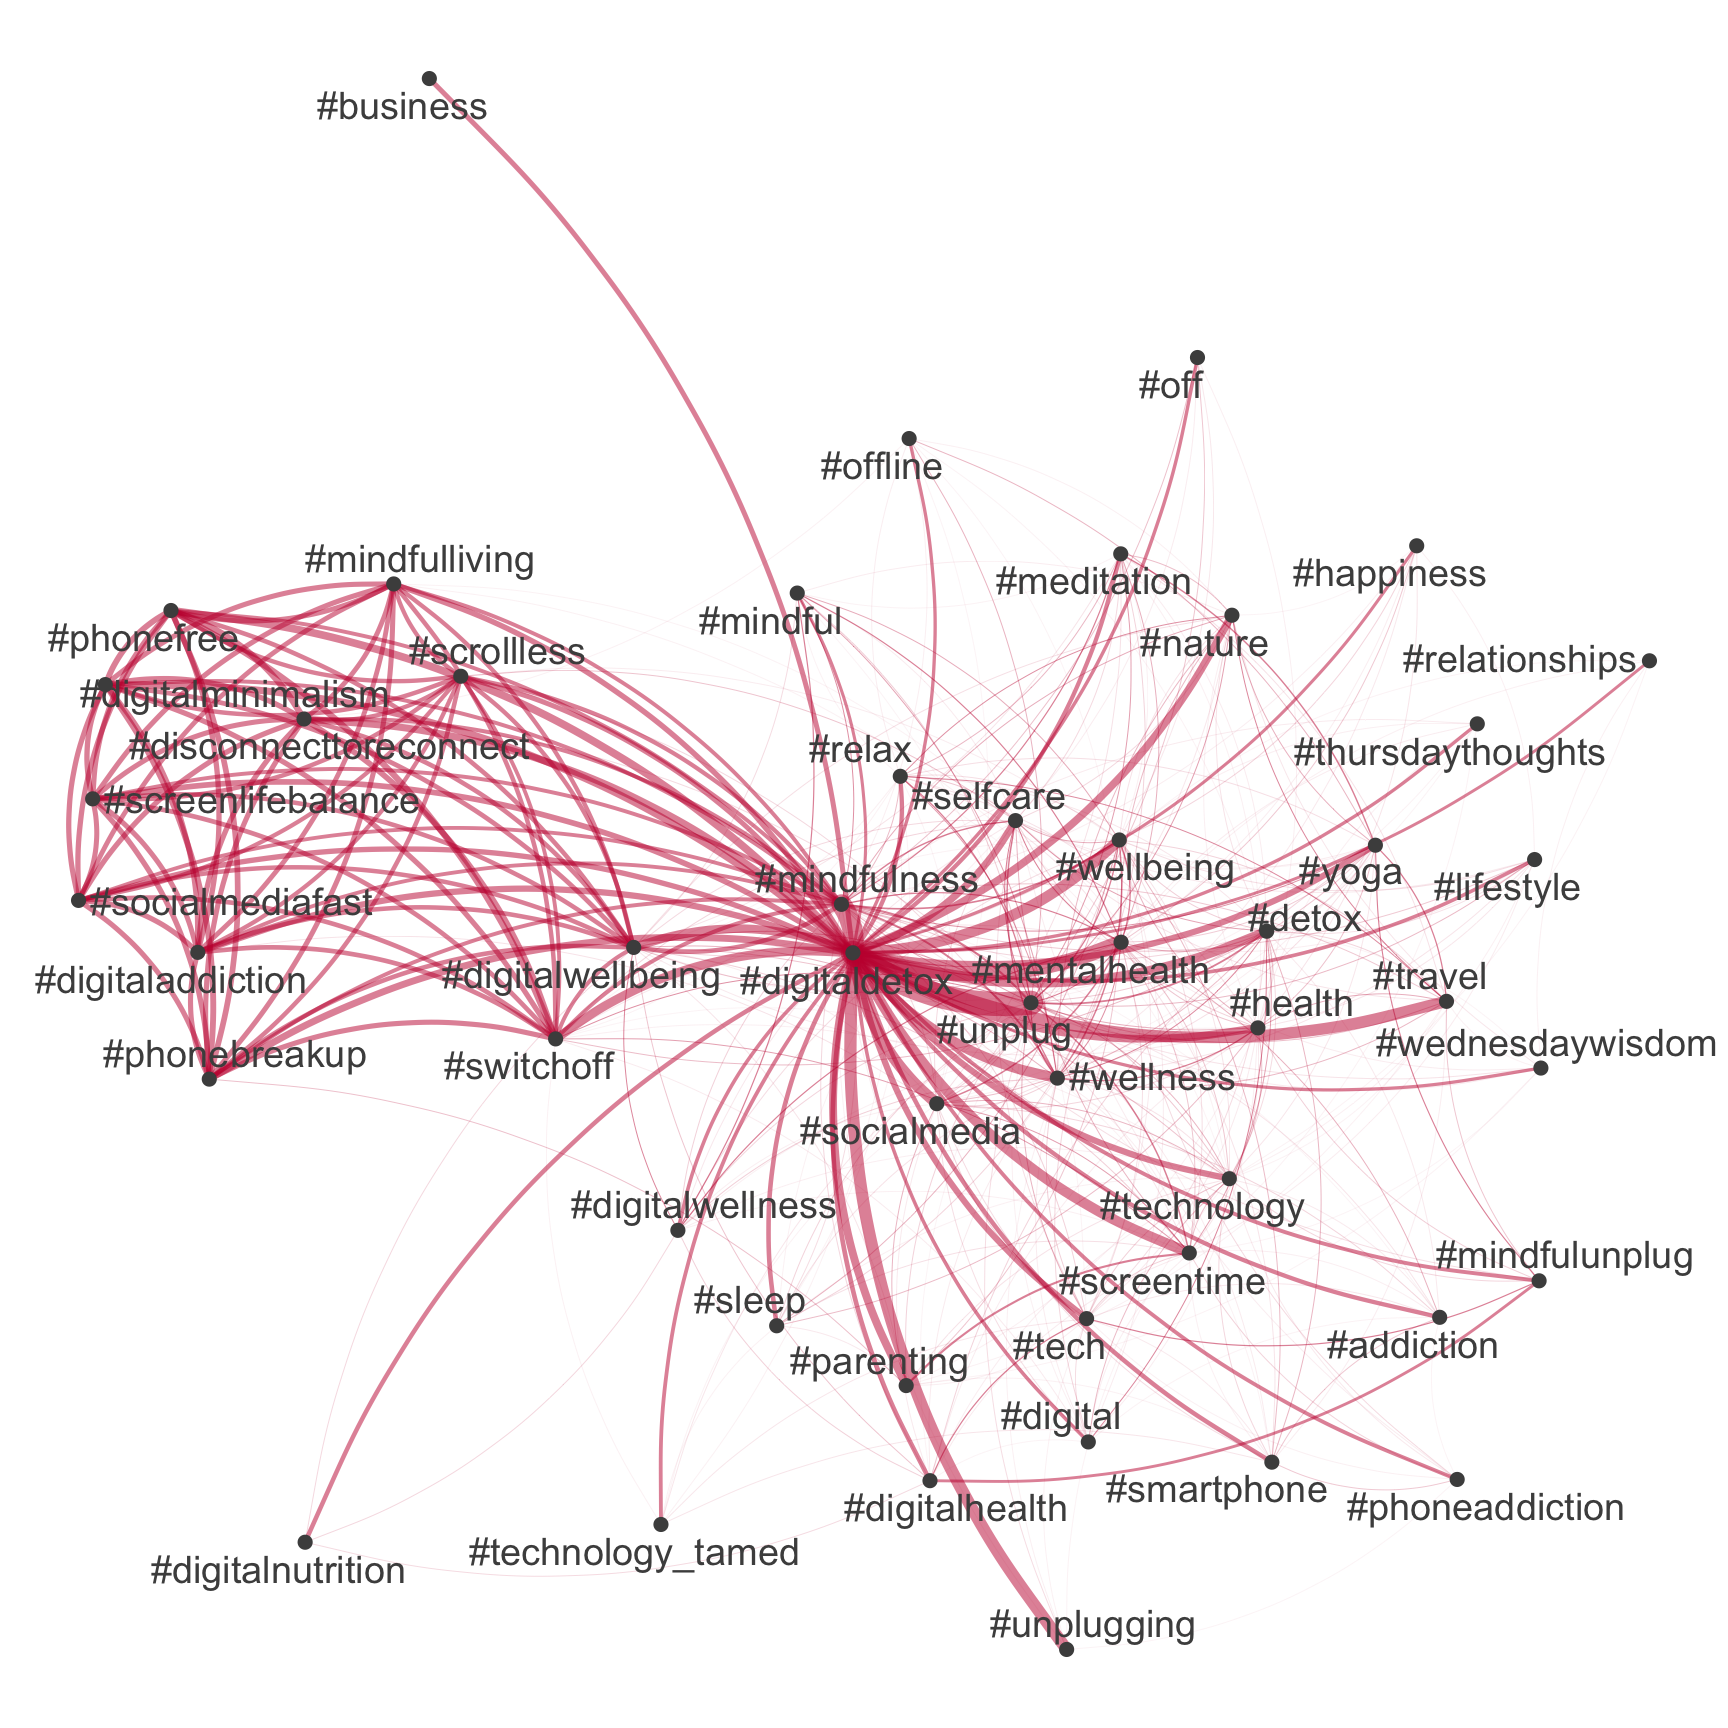 #business
#off
#offline
#mindfulliving
#meditation
#happiness
#mindful
#phonefree
#scrollless
#nature
#relationships
#digitalminimalism
#disconnecttoreconnect
#relax
#thursdaythoughts
#screenlifebalance
#selfcare
#mindfulness
#wellbeing
#yoga
#lifestyle
#socialmediafast
#detox
#digitaladdiction
#digitalwellbeing
#digitaldetox
#mentalhealth
#travel
#health
#unplug
#phonebreakup
#switchoff
#wednesdaywisdom
#wellness
#socialmedia
#digitalwellness
#technology
#mindfulunplug
#screentime
#sleep
#tech
#addiction
#parenting
#digital
#smartphone
#digitalhealth
#phoneaddiction
#technology_tamed
#digitalnutrition
#unplugging